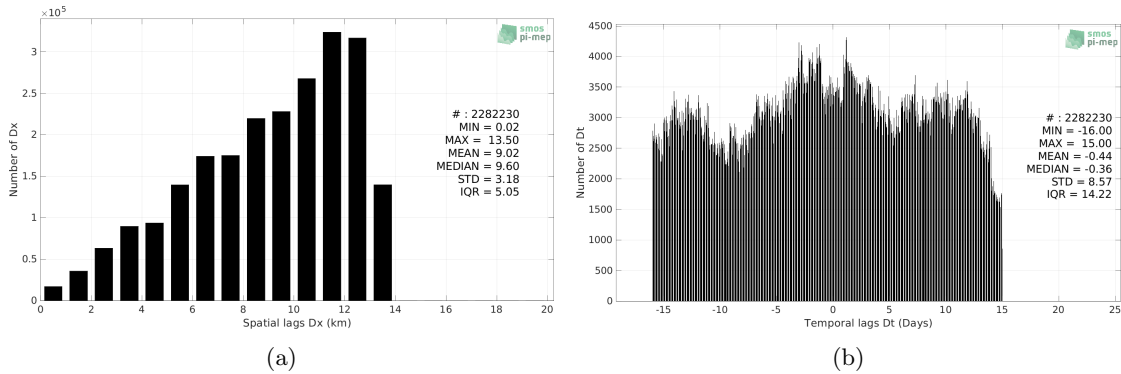 ×10⁵
3
2.5
2
1.5
1
0.5
0
0 2 4 6 8 10 12 14 16 18 20
Number of Dx
Spatial lags Dx (km)
smos
pi-mep
# : 2282230
MIN = 0.02
MAX = 13.50
MEAN = 9.02
MEDIAN = 9.60
STD = 3.18
IQR = 5.05
(a)
4500
4000
3500
3000
2500
2000
1500
1000
500
0
-15 -10 -5 0 5 10 15 20 25
Number of Dt
Temporal lags Dt (Days)
smos
pi-mep
# : 2282230
MIN = -16.00
MAX = 15.00
MEAN = -0.44
MEDIAN = -0.36
STD = 8.57
IQR = 14.22
(b)